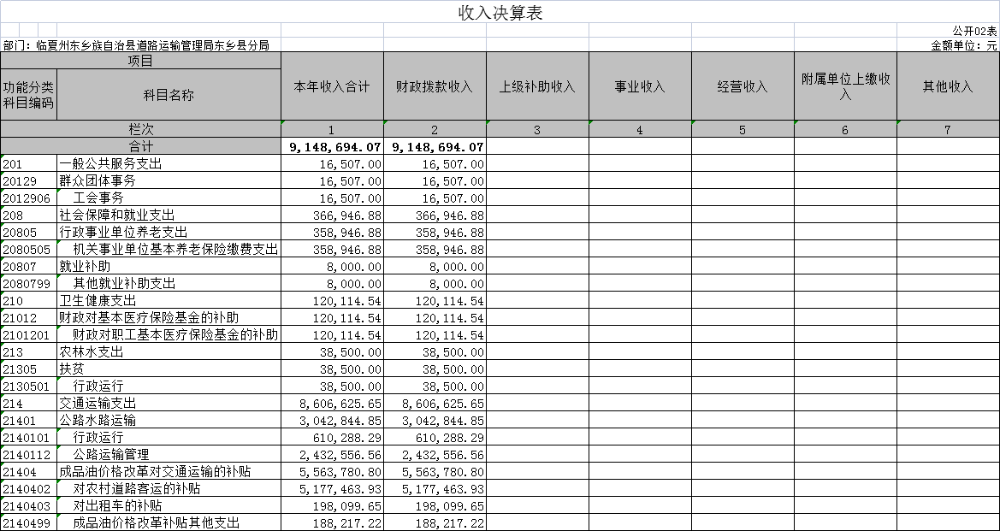 收入决算表
公开02表
部门：临夏州东乡族自治县道路运输管理局东乡县分局 金额单位：元
项目 本年收入合计 财政拨款收入 上级补助收入 事业收入 经营收入 附属单位上缴收入 其他收入
功能分类科目编码 科目名称
栏次 1 2 3 4 5 6 7
合计 9,148,694.07 9,148,694.07
201 一般公共服务支出 16,507.00 16,507.00
20129 群众团体事务 16,507.00 16,507.00
2012906 工会事务 16,507.00 16,507.00
208 社会保障和就业支出 366,946.88 366,946.88
20805 行政事业单位养老支出 358,946.88 358,946.88
2080505 机关事业单位基本养老保险缴费支出 358,946.88 358,946.88
20807 就业补助 8,000.00 8,000.00
2080799 其他就业补助支出 8,000.00 8,000.00
210 卫生健康支出 120,114.54 120,114.54
21012 财政对基本医疗保险基金的补助 120,114.54 120,114.54
2101201 财政对职工基本医疗保险基金的补助 120,114.54 120,114.54
213 农林水支出 38,500.00 38,500.00
21305 扶贫 38,500.00 38,500.00
2130501 行政运行 38,500.00 38,500.00
214 交通运输支出 8,606,625.65 8,606,625.65
21401 公路水路运输 3,042,844.85 3,042,844.85
2140101 行政运行 610,288.29 610,288.29
2140112 公路运输管理 2,432,556.56 2,432,556.56
21404 成品油价格改革对交通运输的补贴 5,563,780.80 5,563,780.80
2140402 对农村道路客运的补贴 5,177,463.93 5,177,463.93
2140403 对出租车的补贴 198,099.65 198,099.65
2140499 成品油价格改革补贴其他支出 188,217.22 188,217.22